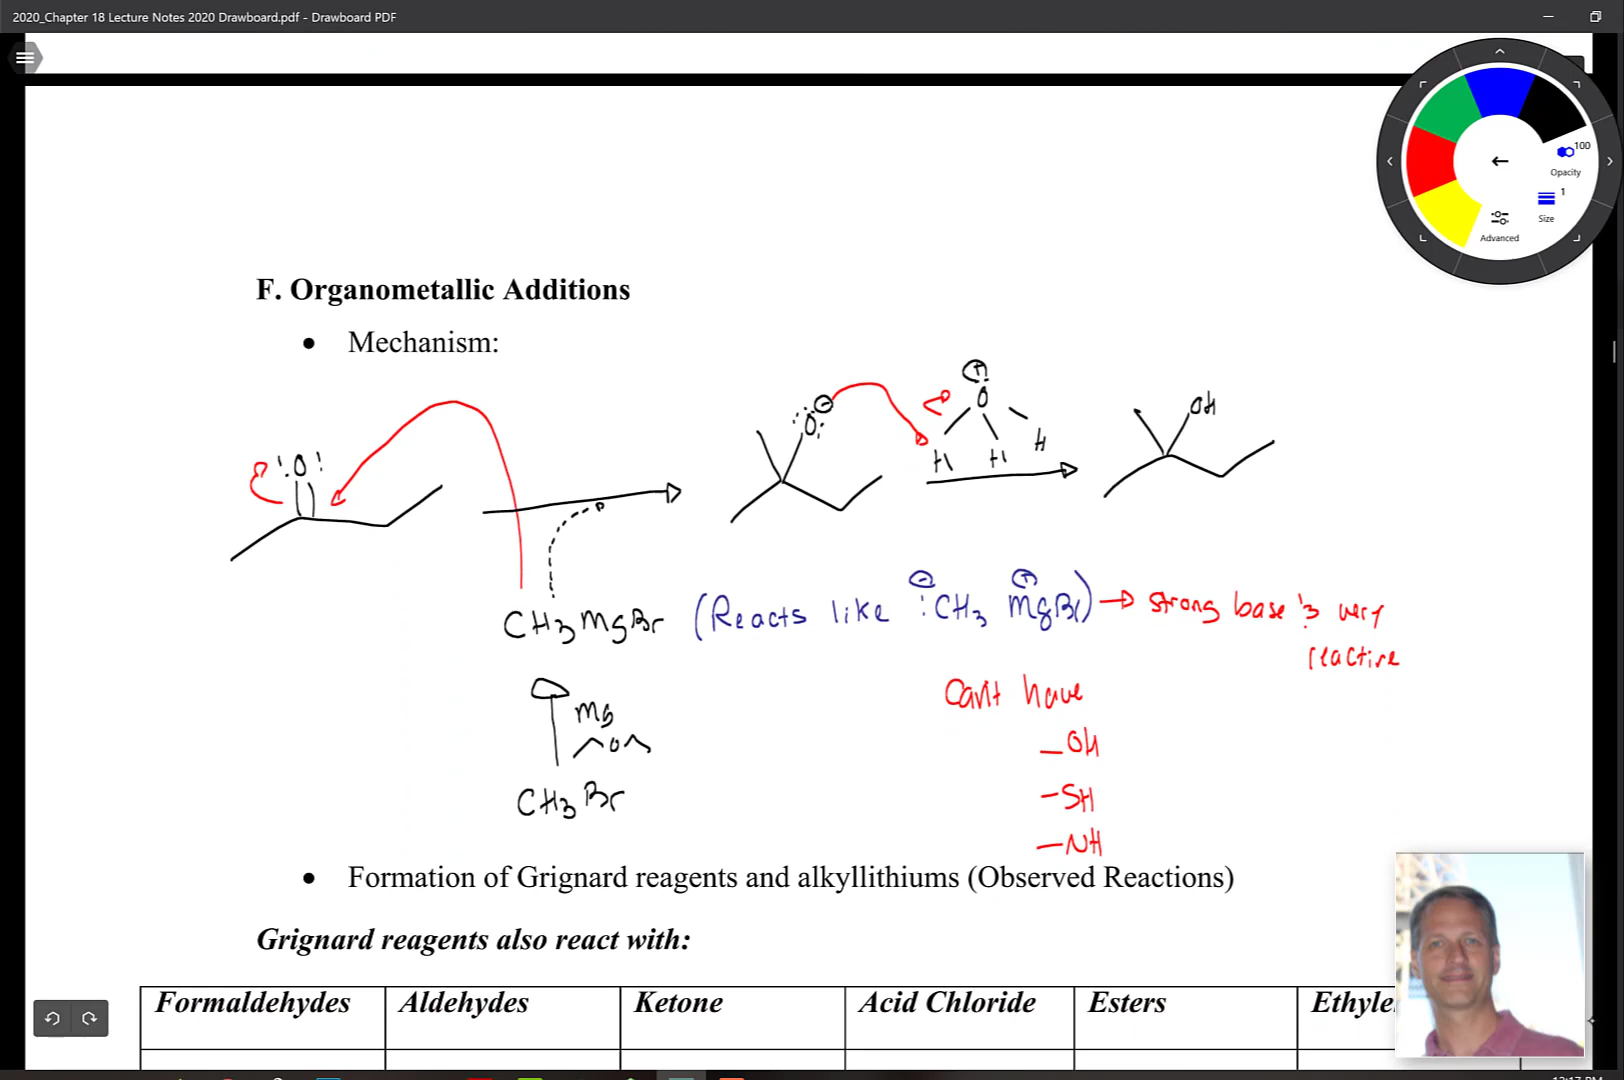 2020_Chapter 18 Lecture Notes 2020 Drawboard.pdf - Drawboard PDF
100
Opacity
1
Size
Advanced
F. Organometallic Additions
• Mechanism:
:O:
O:
O
H H H
OH
CH3MgBr (Reacts like :CH3 MgBr) → strong base & very
reactive
Mg
O
CH3Br
Can't have
-OH
-SH
-NH
• Formation of Grignard reagents and alkyllithiums (Observed Reactions)
Grignard reagents also react with:
Formaldehydes Aldehydes Ketone Acid Chloride Esters Ethyle